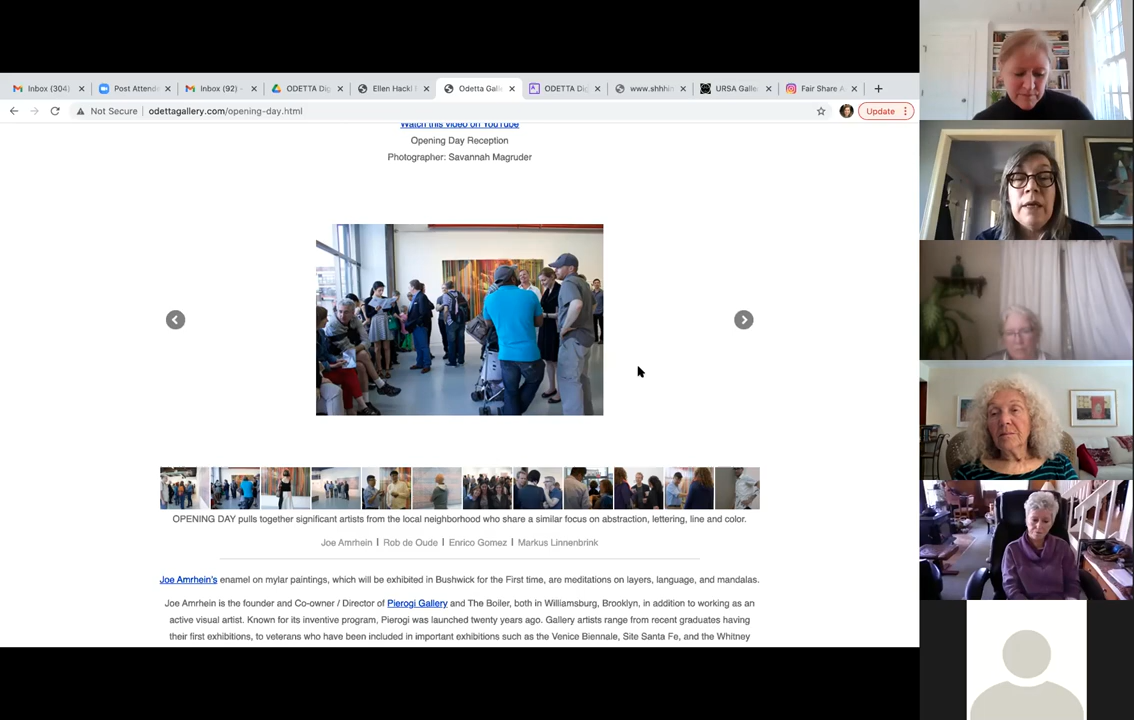 Inbox (304)
Post Attend
Inbox (92) -
ODETTA Dig
Ellen Hackl
Odetta Gall
ODETTA Dig
www.shhhin
URSA Galle
Fair Share A
Not Secure
odettagallery.com/opening-day.html
Update
Watch this video on YouTube
Opening Day Reception
Photographer: Savannah Magruder
OPENING DAY pulls together significant artists from the local neighborhood who share a similar focus on abstraction, lettering, line and color.
Joe Amrhein I Rob de Oude I Enrico Gomez I Markus Linnenbrink
Joe Amrhein's enamel on mylar paintings, which will be exhibited in Bushwick for the First time, are meditations on layers, language, and mandalas.
Joe Amrhein is the founder and Co-owner / Director of Pierogi Gallery and The Boiler, both in Williamsburg, Brooklyn, in addition to working as an
active visual artist. Known for its inventive program, Pierogi was launched twenty years ago. Gallery artists range from recent graduates having
their first exhibitions, to veterans who have been included in important exhibitions such as the Venice Biennale, Site Santa Fe, and the Whitney